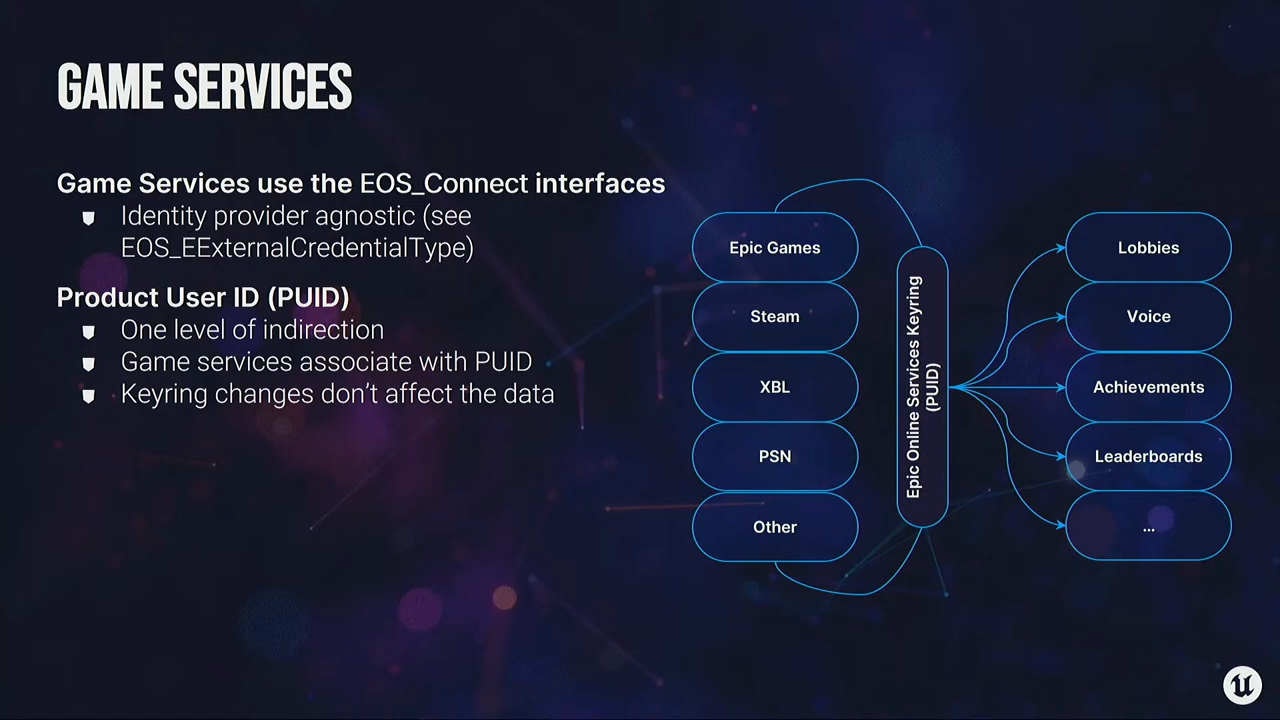 GAME SERVICES
Game Services use the EOS_Connect interfaces
Identity provider agnostic (see
EOS_EExternalCredentialType)
Product User ID (PUID)
One level of indirection
Game services associate with PUID
Keyring changes don’t affect the data
Epic Games
Steam
XBL
PSN
Other
Epic Online Services Keyring
(PUID)
Lobbies
Voice
Achievements
Leaderboards
...